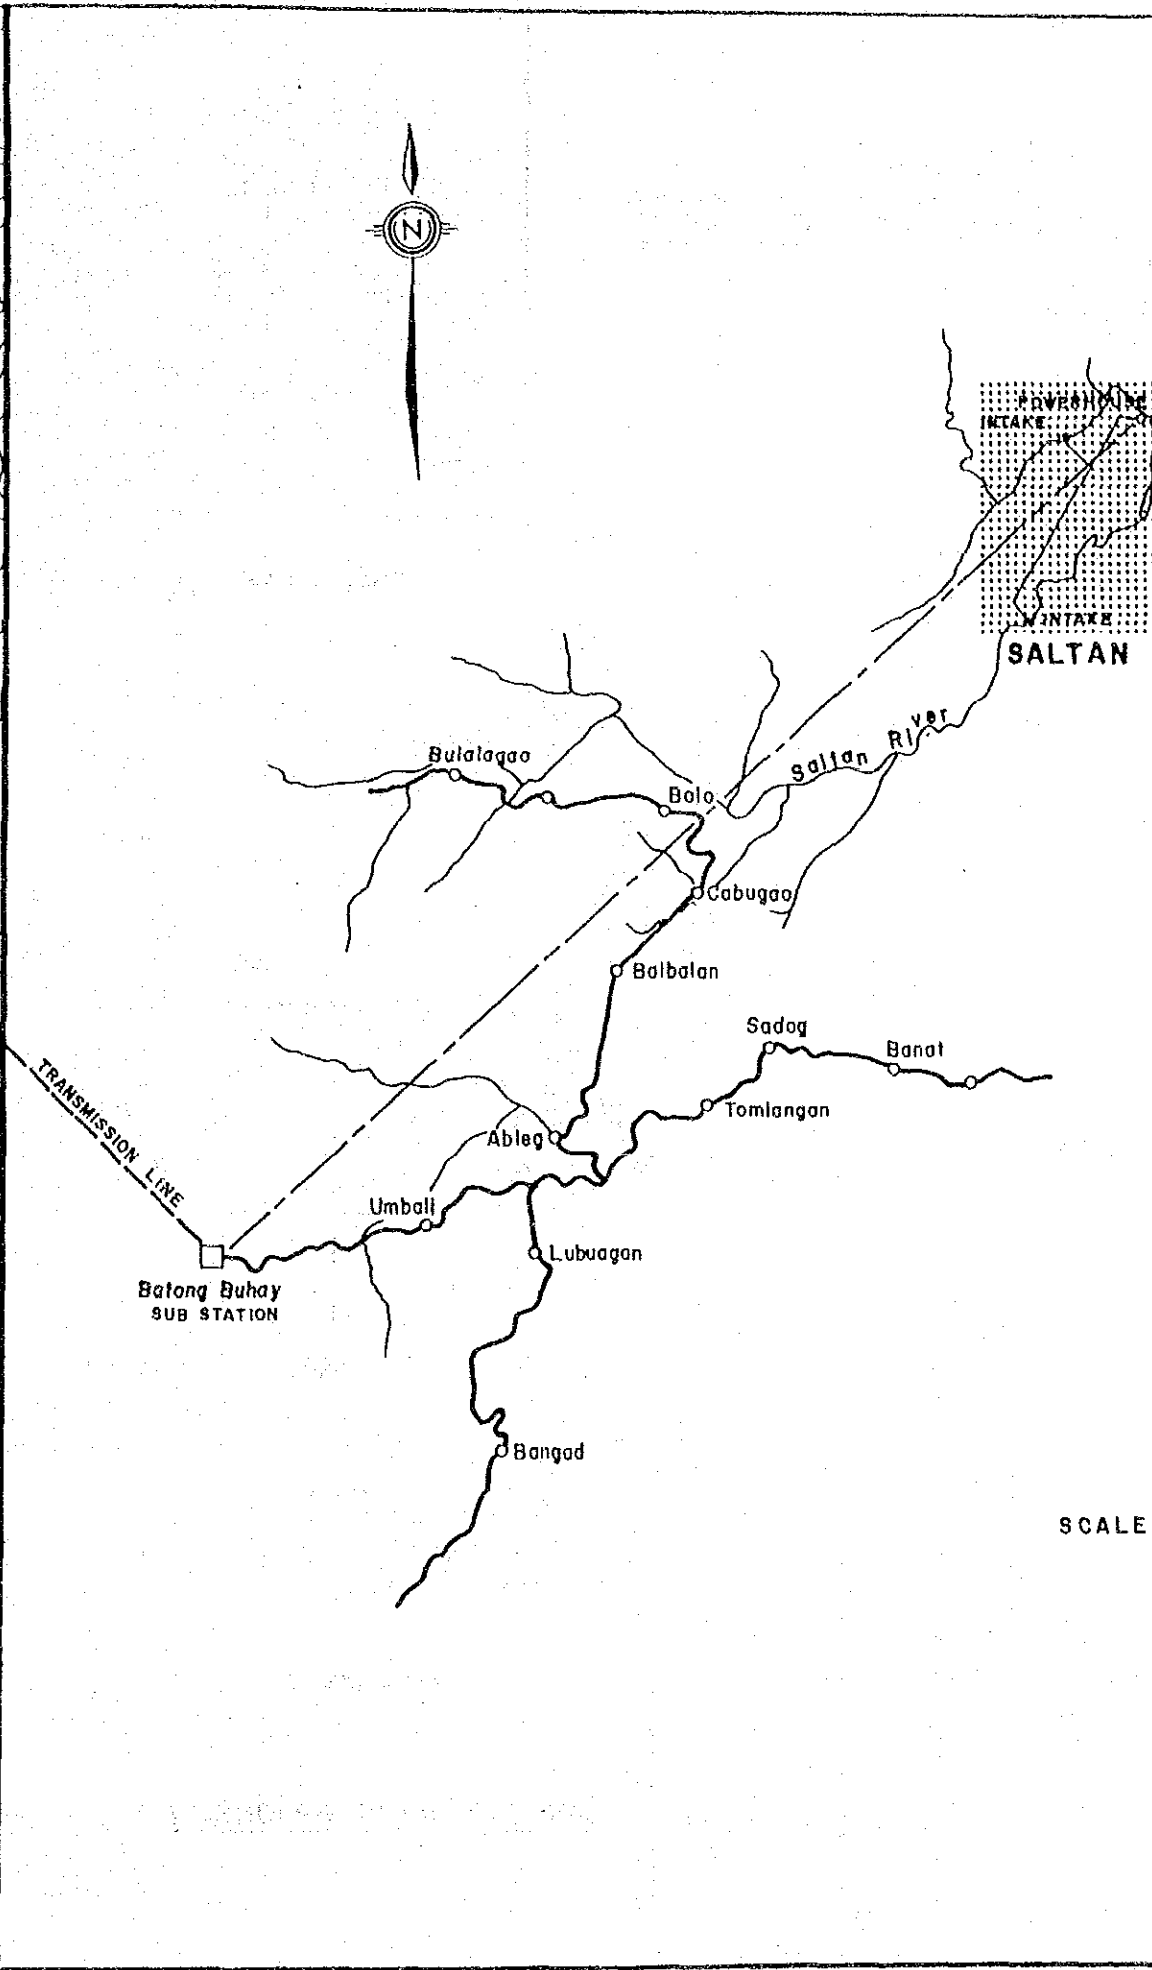 N
POWERHOUSE
INTAKE
INTAKE
SALTAN
Saltan River
Bulalagao
Bolo
Cabugao
Balbalan
Sadog
Banat
Tomlangan
TRANSMISSION LINE
Ableg
Umbali
Lubuagan
Batong Buhay
SUB STATION
Bangad
SCALE